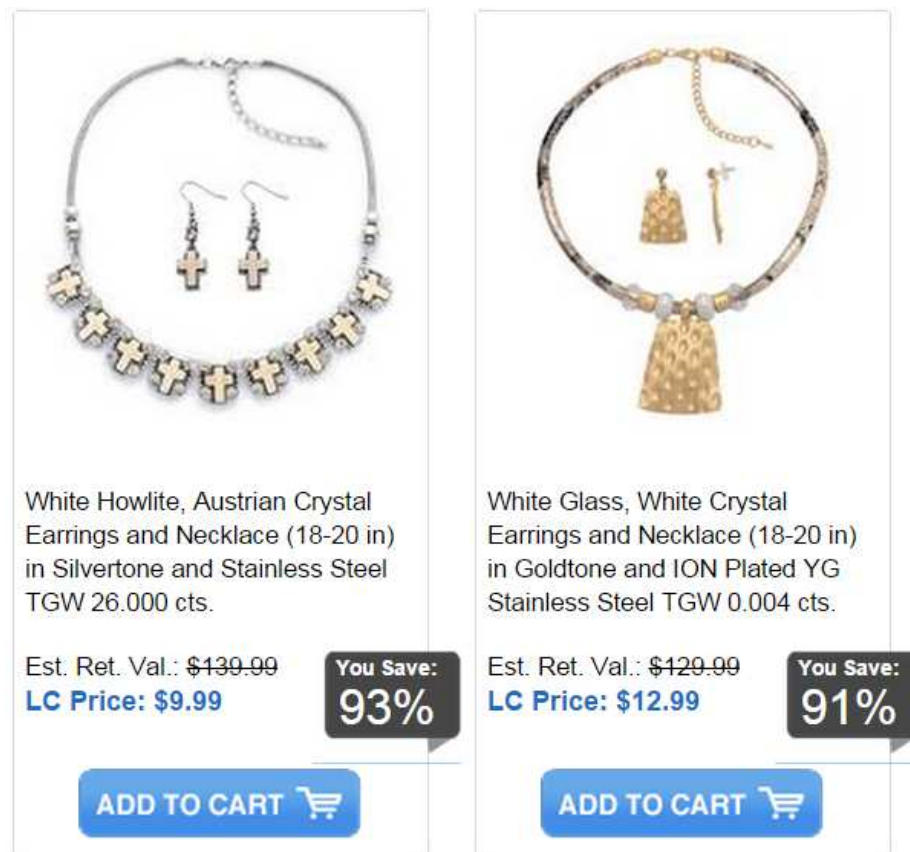 White Howlite, Austrian Crystal
Earrings and Necklace (18-20 in)
in Silvertone and Stainless Steel
TGW 26.000 cts.
Est. Ret. Val.: $139.99
LC Price: $9.99
You Save:
93%
ADD TO CART
White Glass, White Crystal
Earrings and Necklace (18-20 in)
in Goldtone and ION Plated YG
Stainless Steel TGW 0.004 cts.
Est. Ret. Val.: $129.99
LC Price: $12.99
You Save:
91%
ADD TO CART